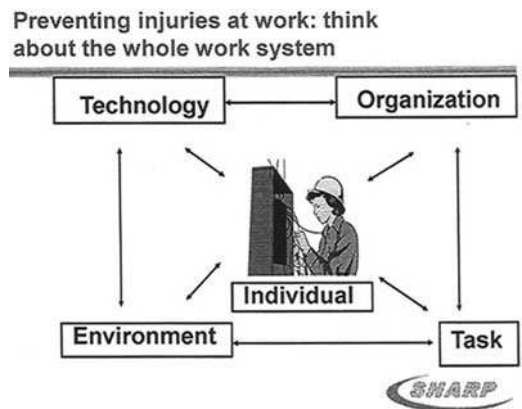 Preventing injuries at work: think
about the whole work system
Technology
Organization
Individual
Environment
Task
SHARP